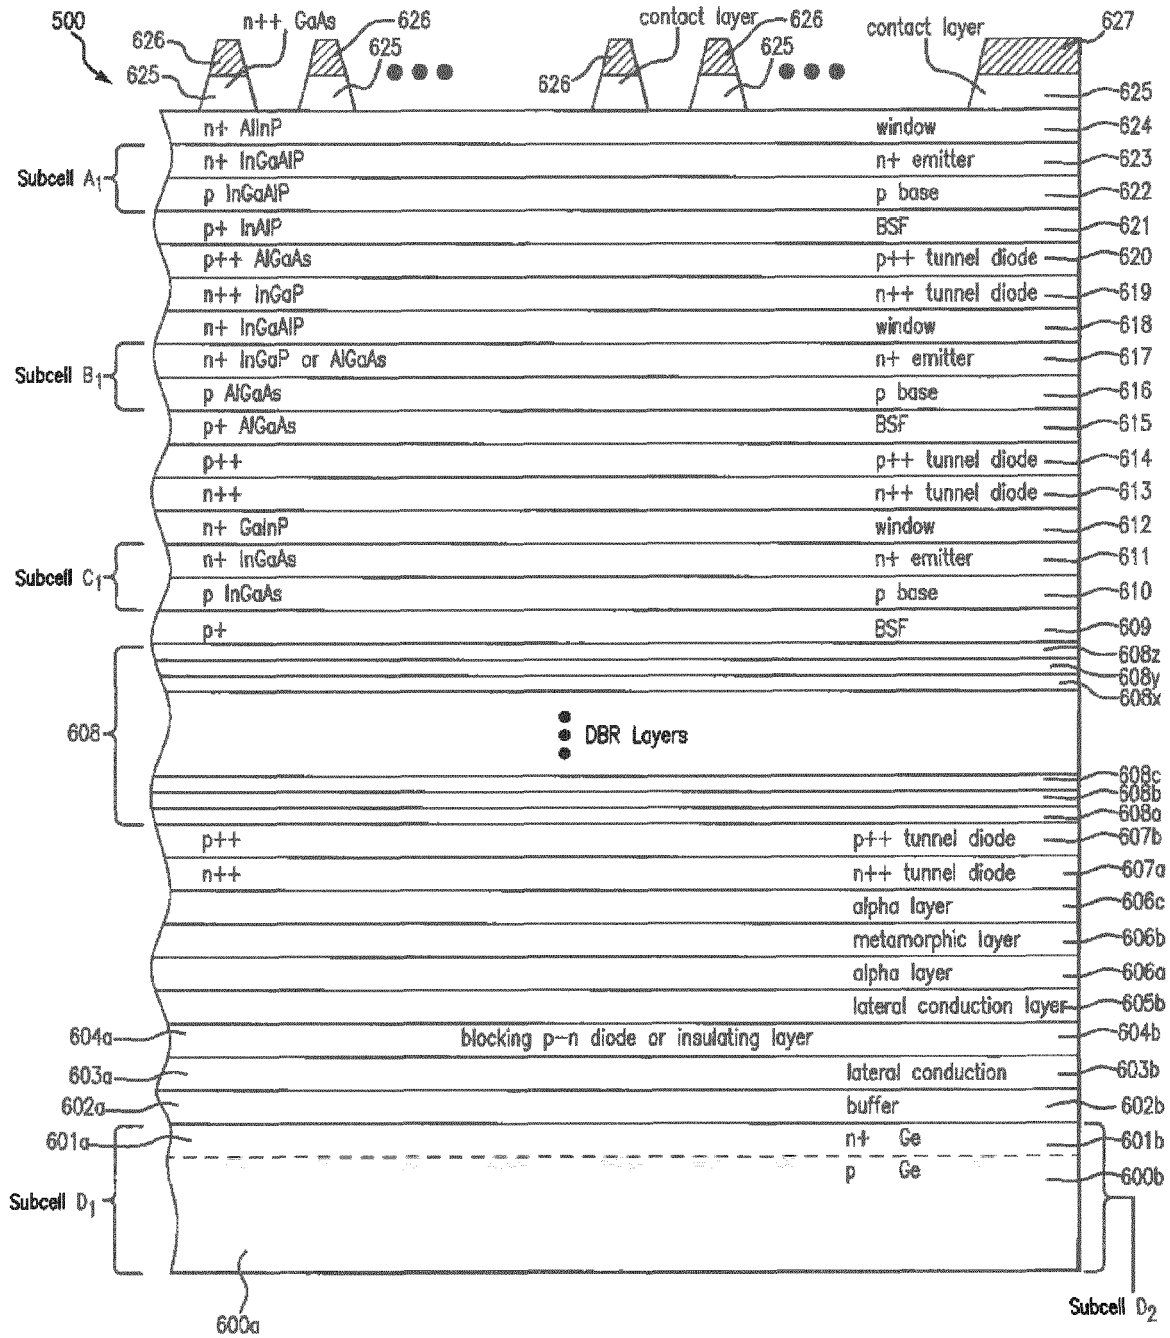 500
n++ GaAs
contact layer
626
626
626
627
626
contact layer
625
625
625
626
625
n+ AlInP window 624
Subcell A1
n+ InGaAlP n+ emitter 623
p InGaAlP p base 622
p+ InAlP BSF 621
p++ AlGaAs p++ tunnel diode 620
n++ InGaP n++ tunnel diode 619
n+ InGaAlP window 618
Subcell B1
n+ InGaP or AlGaAs n+ emitter 617
p AlGaAs p base 616
p+ AlGaAs BSF 615
p++ p++ tunnel diode 614
n++ n++ tunnel diode 613
n+ GaInP window 612
Subcell C1
n+ InGaAs n+ emitter 611
p InGaAs p base 610
p+ BSF 609
608z
608y
608x
608
DBR Layers
608c
608b
608a
p++ p++ tunnel diode 607b
n++ n++ tunnel diode 607a
alpha layer 606c
metamorphic layer 606b
alpha layer 606a
lateral conduction layer 605b
604a blocking p-n diode or insulating layer 604b
603a lateral conduction 603b
602a buffer 602b
601a n+ Ge 601b
p Ge 600b
Subcell D1
Subcell D2
600a